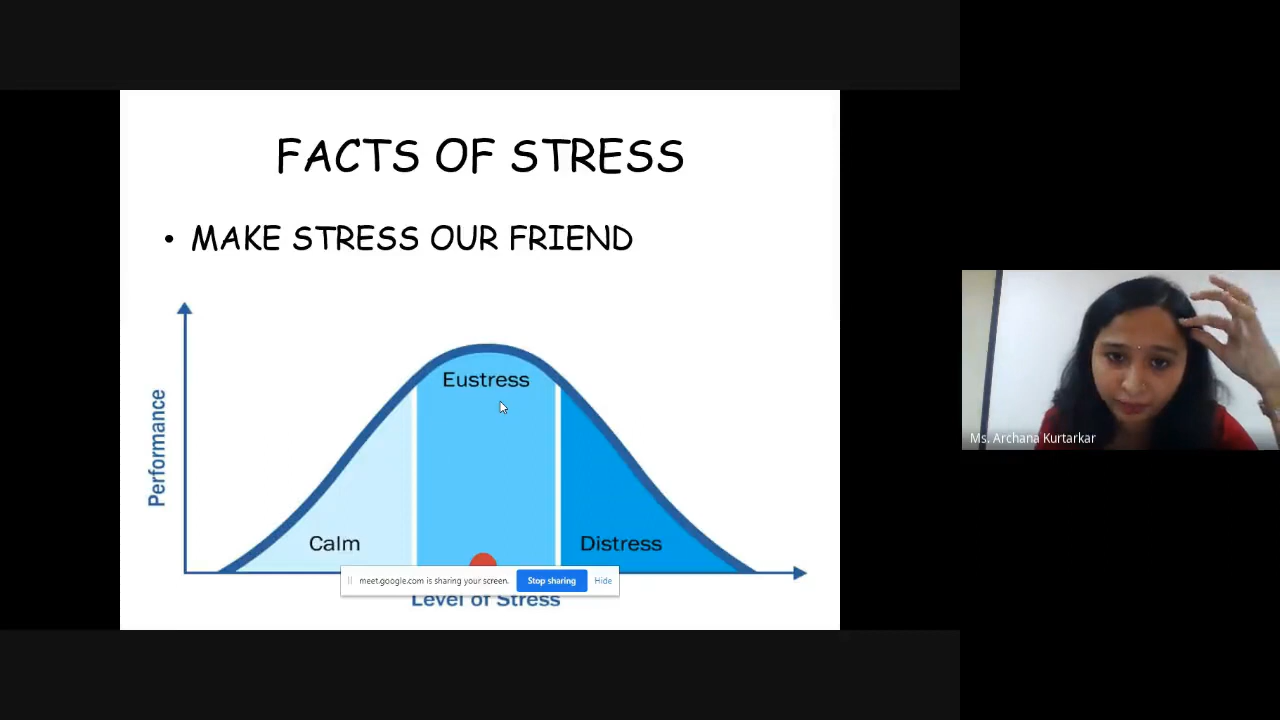 FACTS OF STRESS
• MAKE STRESS OUR FRIEND
Performance
Eustress
Calm
Distress
meet.google.com is sharing your screen. Stop sharing Hide
Level of Stress
Ms. Archana Kurtarkar